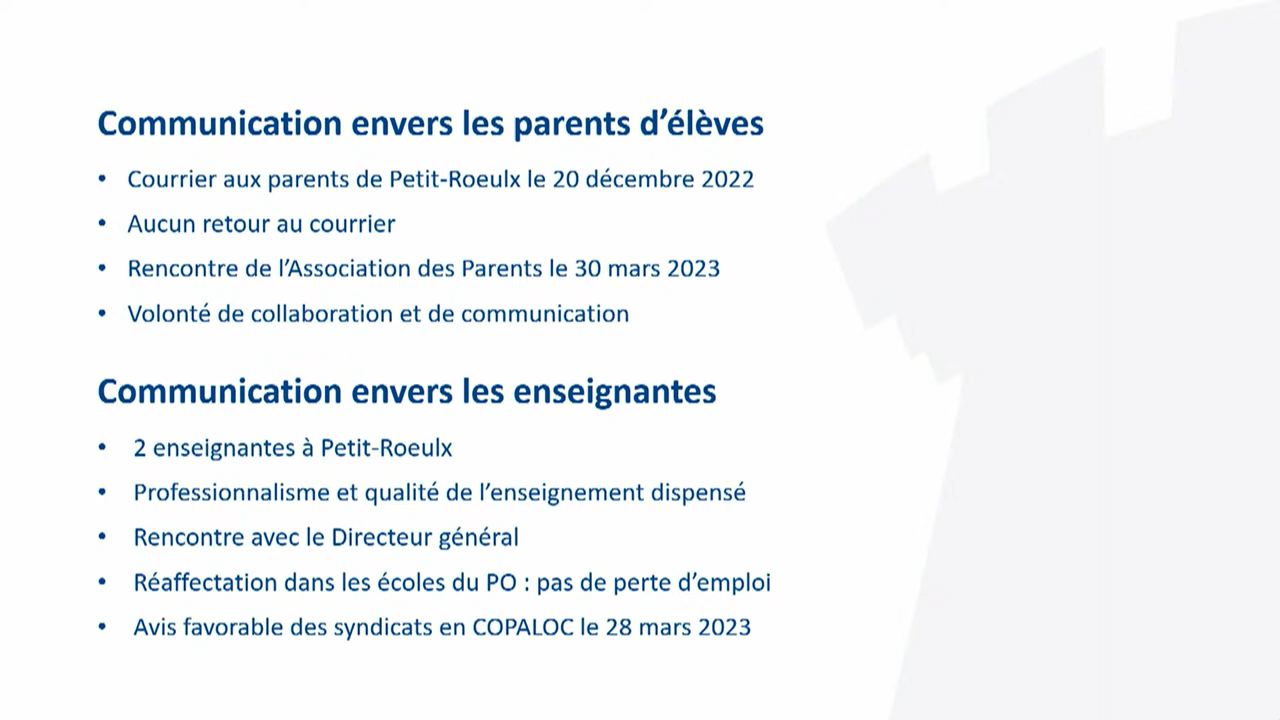 Communication envers les parents d’élèves
• Courrier aux parents de Petit-Roeulx le 20 décembre 2022
• Aucun retour au courrier
• Rencontre de l’Association des Parents le 30 mars 2023
• Volonté de collaboration et de communication
Communication envers les enseignantes
• 2 enseignantes à Petit-Roeulx
• Professionnalisme et qualité de l’enseignement dispensé
• Rencontre avec le Directeur général
• Réaffectation dans les écoles du PO : pas de perte d’emploi
• Avis favorable des syndicats en COPALOC le 28 mars 2023